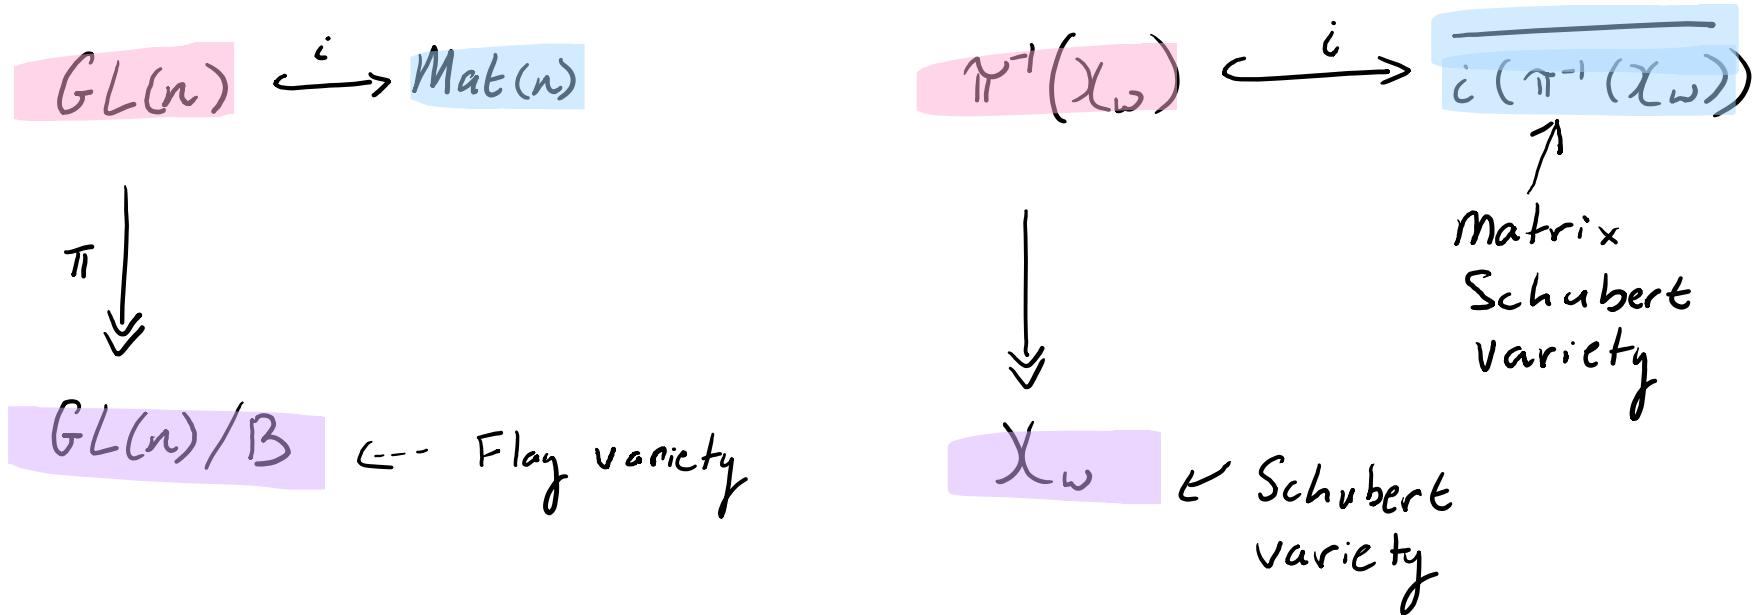 GL(n) i Mat(n)
π
GL(n)/B Flag variety
π⁻¹(X_w) i i(π⁻¹(X_w))
Matrix
Schubert
variety
X_w Schubert
variety